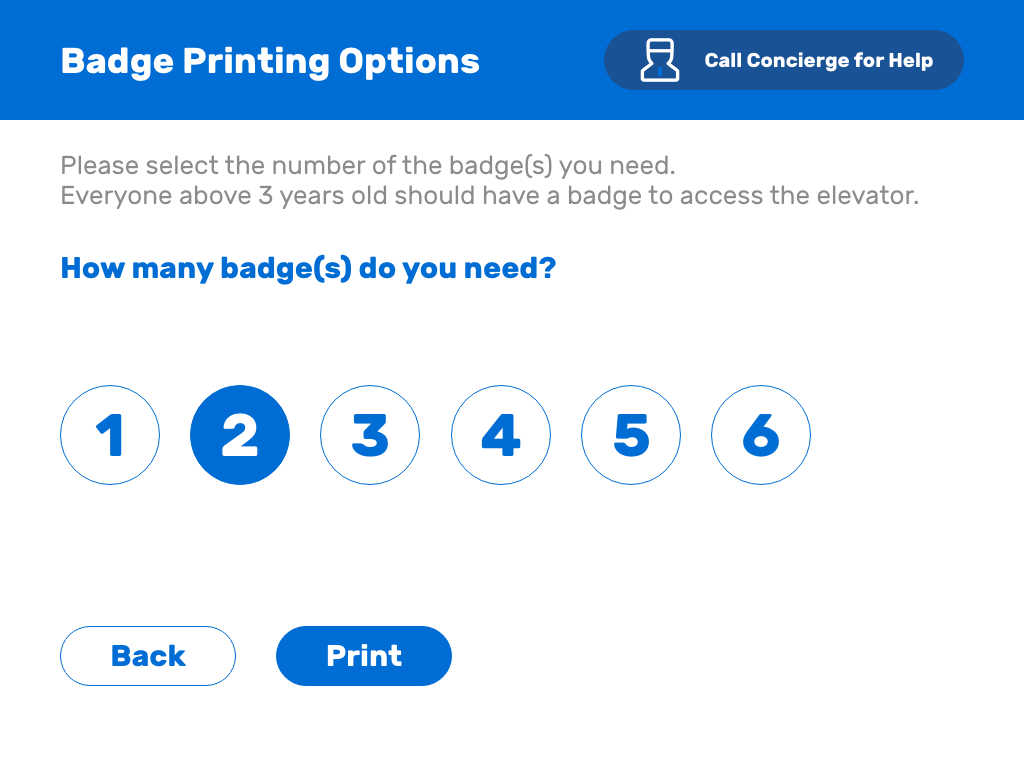 Badge Printing Options
Call Concierge for Help
Please select the number of the badge(s) you need.
Everyone above 3 years old should have a badge to access the elevator.
How many badge(s) do you need?
1 2 3 4 5 6
Back Print